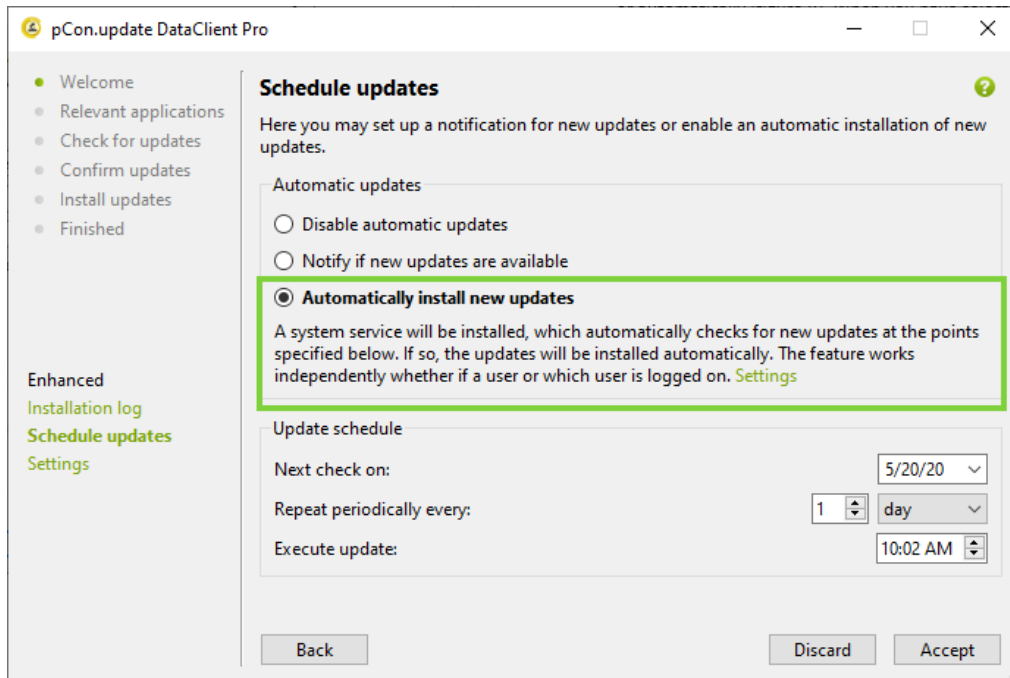 pCon.update DataClient Pro
Welcome
Relevant applications
Check for updates
Confirm updates
Install updates
Finished
Enhanced
Installation log
Schedule updates
Settings
Schedule updates
Here you may set up a notification for new updates or enable an automatic installation of new
updates.
Automatic updates
Disable automatic updates
Notify if new updates are available
Automatically install new updates
A system service will be installed, which automatically checks for new updates at the points
specified below. If so, the updates will be installed automatically. The feature works
independently whether if a user or which user is logged on. Settings
Update schedule
Next check on: 5/20/20
Repeat periodically every: 1 day
Execute update: 10:02 AM
Back Discard Accept